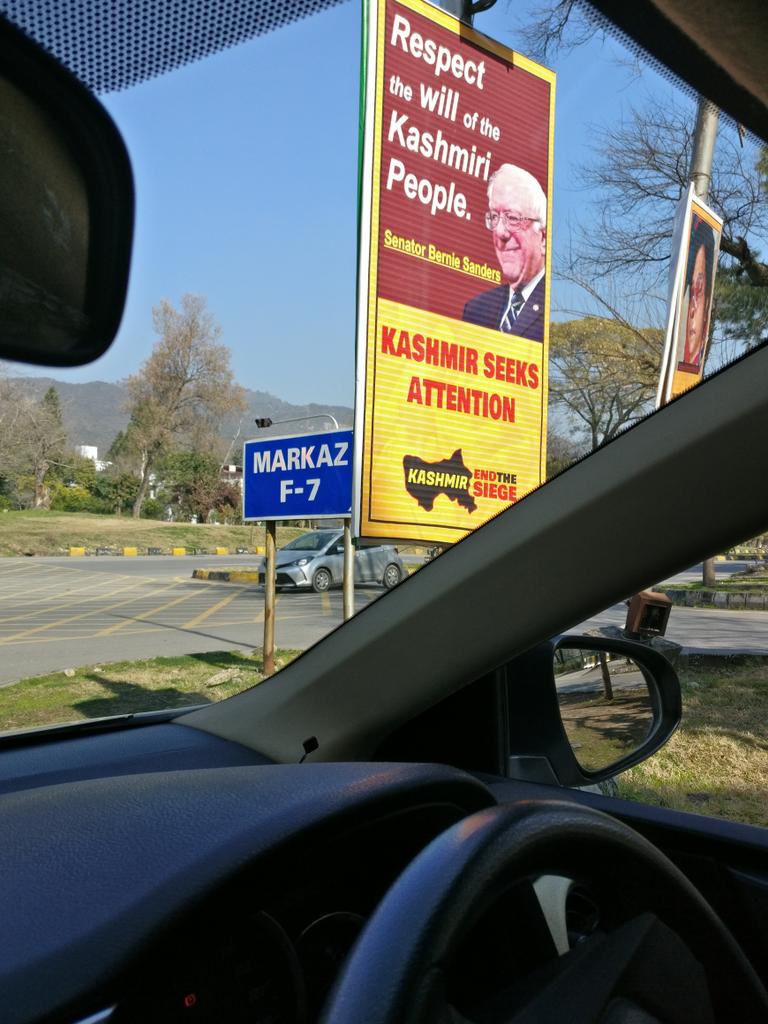 Respect
the will of the
Kashmiri
People.
Senator Bernie Sanders
KASHMIR SEEKS
ATTENTION
KASHMIR END THE
SIEGE
MARKAZ
F-7